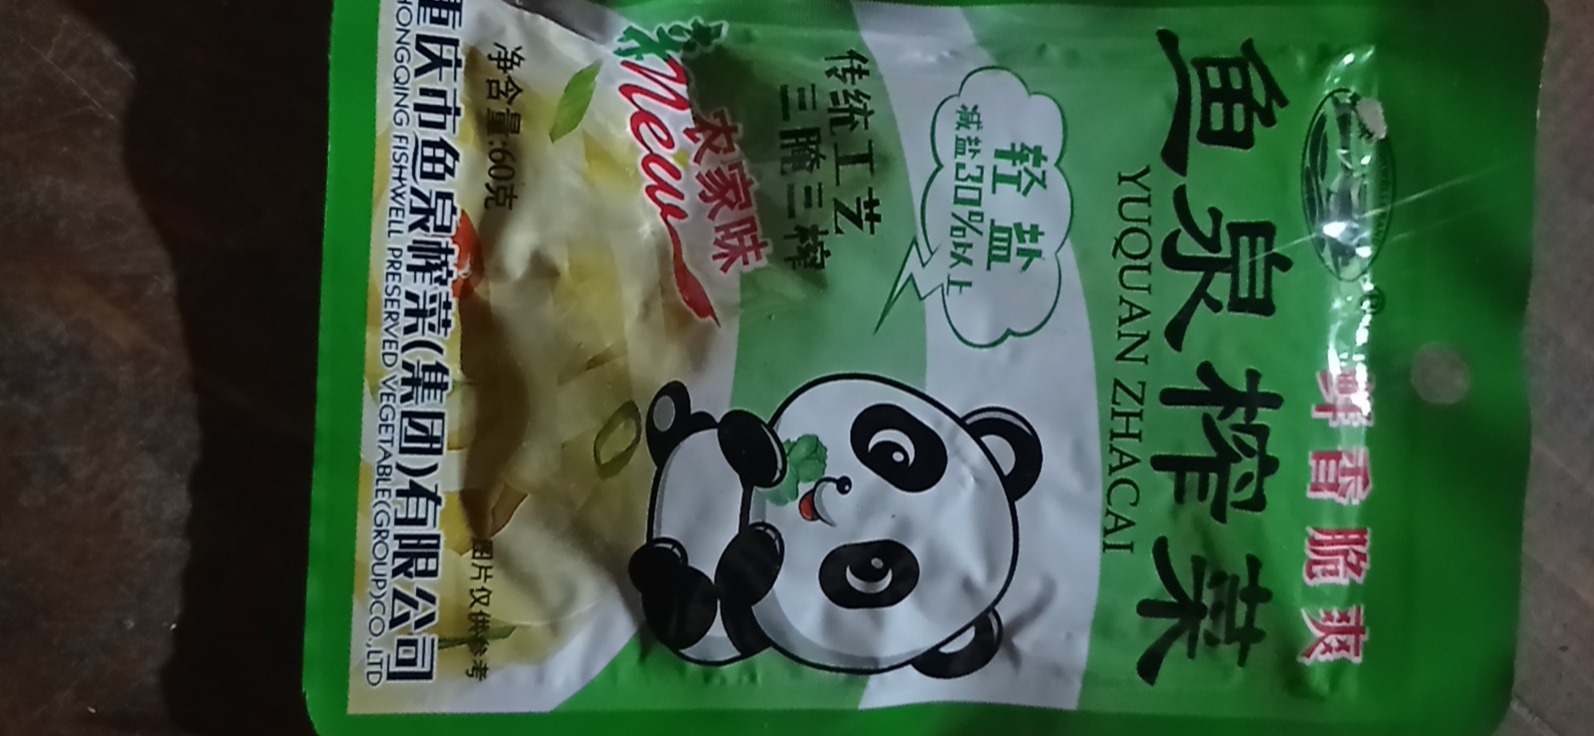 鲜香脆爽
鱼泉榨菜
YUQUAN ZHACAI
轻盐
减盐30%以上
传统工艺
三腌三榨
农家味
New
净含量:60克
图片仅供参考
重庆市鱼泉榨菜(集团)有限公司
CHONGQING FISHWELL PRESERVED VEGETABLE(GROUP)CO.,LTD